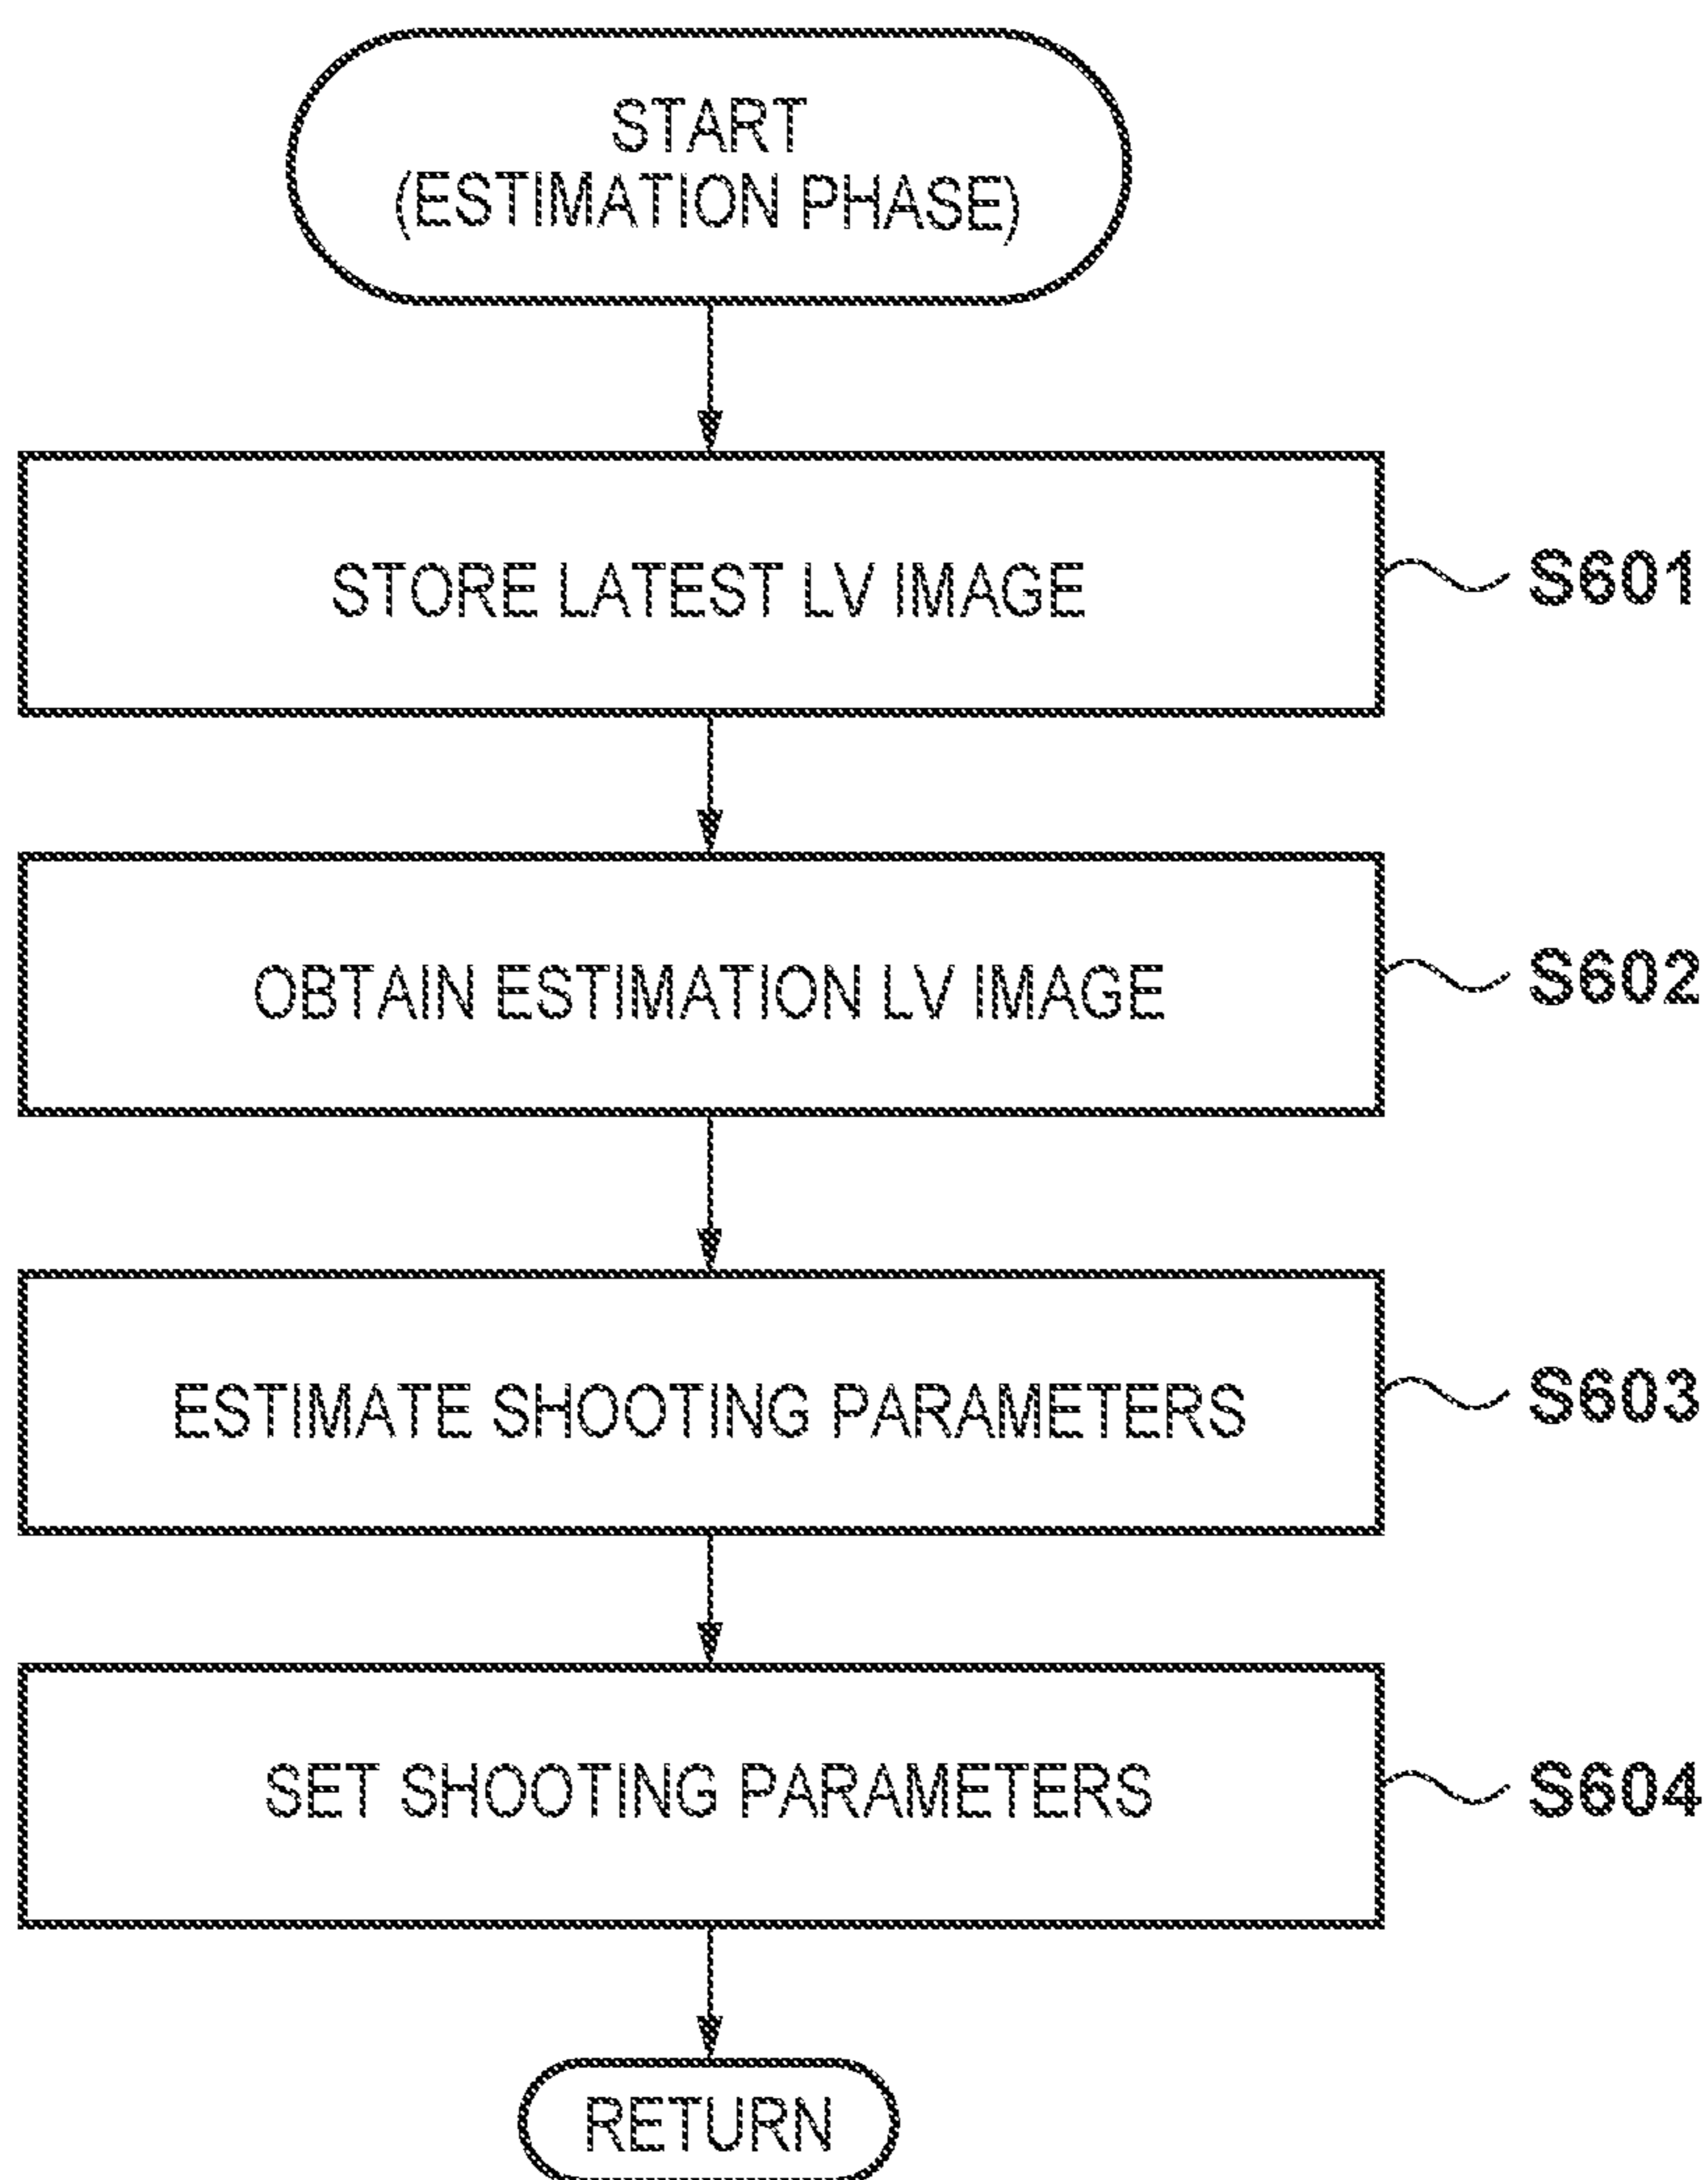 START
(ESTIMATION PHASE)
STORE LATEST LV IMAGE
S601
OBTAIN ESTIMATION LV IMAGE
S602
ESTIMATE SHOOTING PARAMETERS
S603
SET SHOOTING PARAMETERS
S604
RETURN